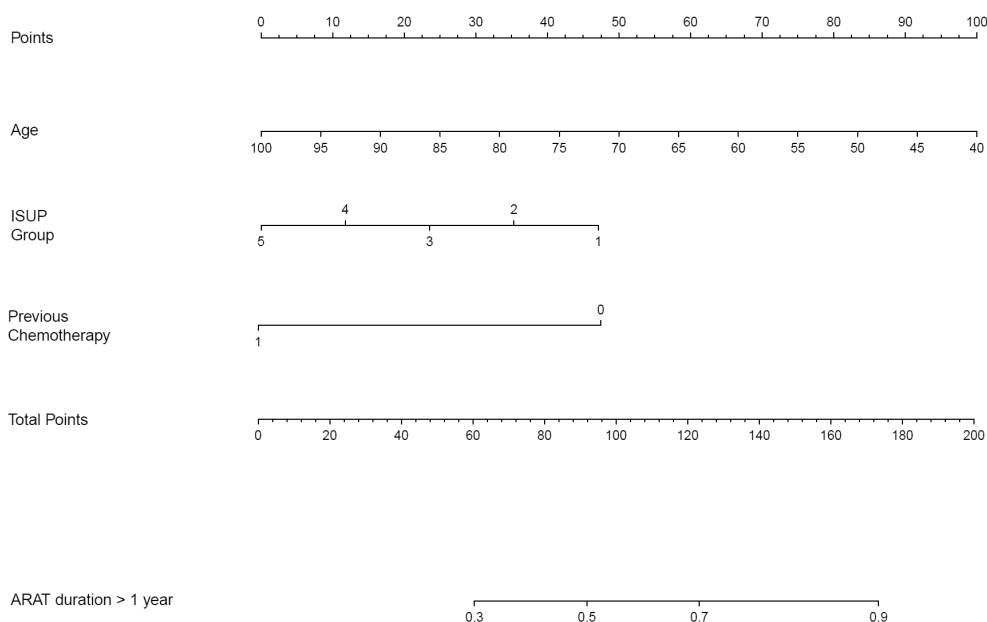 0 10 20 30 40 50 60 70 80 90 100
Points
Age
100 95 90 85 80 75 70 65 60 55 50 45 40
4 2
ISUP
Group
5 3 1
0
Previous
Chemotherapy
1
Total Points
0 20 40 60 80 100 120 140 160 180 200
ARAT duration > 1 year
0.3 0.5 0.7 0.9